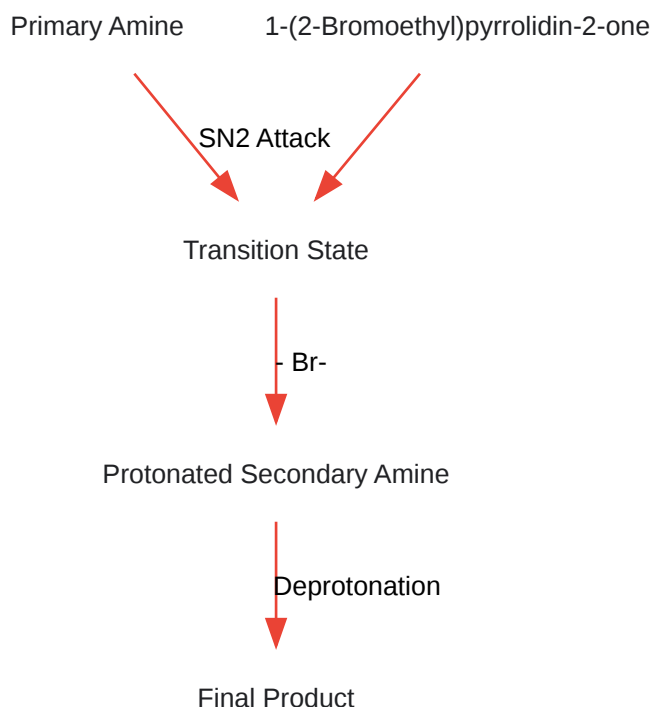 Primary Amine
1-(2-Bromoethyl)pyrrolidin-2-one
SN2 Attack
Transition State
- Br-
Protonated Secondary Amine
Deprotonation
Final Product